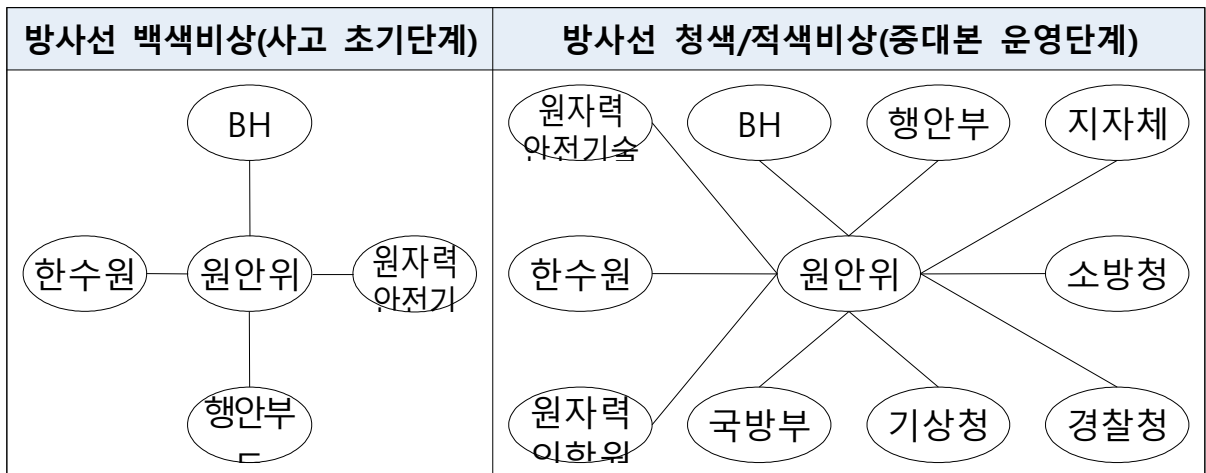 방사선 백색비상(사고 초기단계)
방사선 청색/적색비상(중대본 운영단계)
BH
한수원
원안위
원자력
안전기
행안부
원자력
안전기술
BH
행안부
지자체
한수원
원안위
소방청
원자력
의학원
국방부
기상청
경찰청